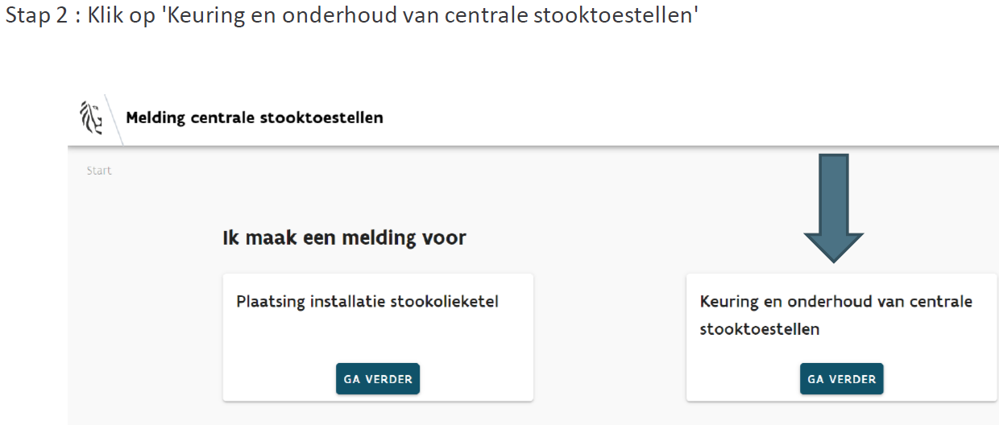 Stap 2 : Klik op 'Keuring en onderhoud van centrale stooktoestellen'
Melding centrale stooktoestellen
Start
Ik maak een melding voor
Plaatsing installatie stookolieketel
GA VERDER
Keuring en onderhoud van centrale
stooktoestellen
GA VERDER